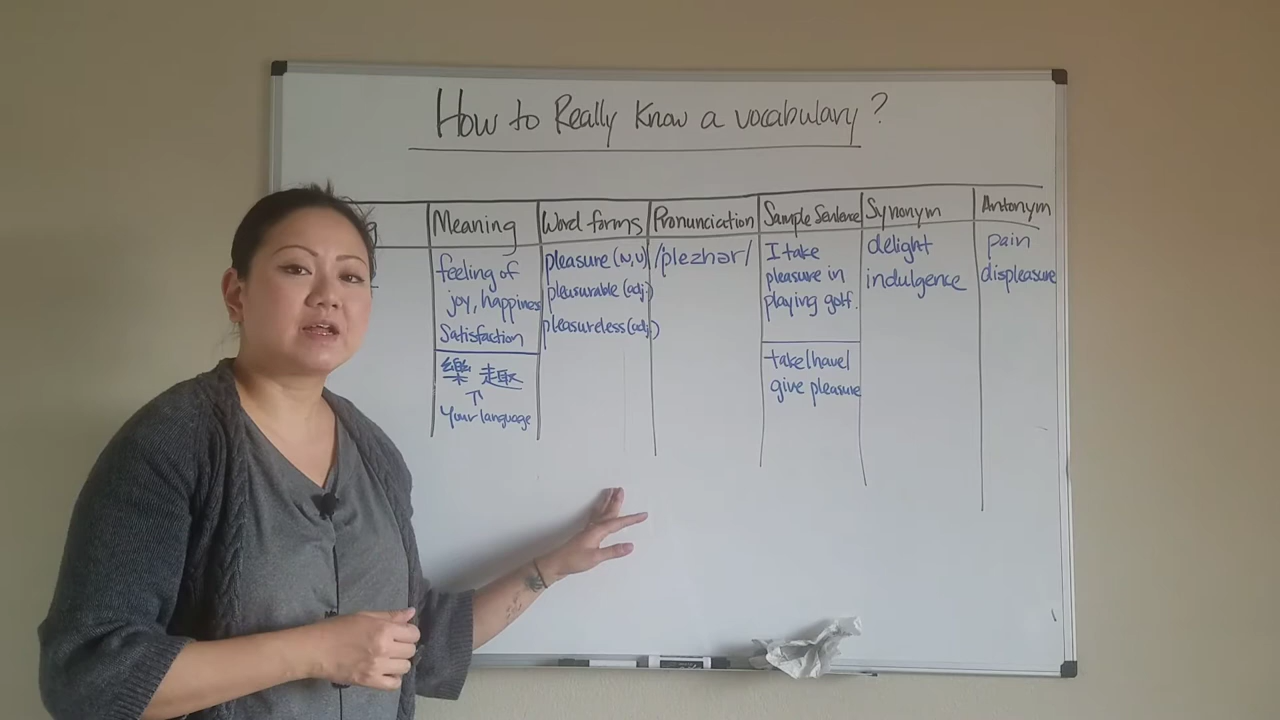 How to Really Know a vocabulary?
Meaning
Word forms
Pronunciation
Sample Sentence
Synonym
Antonym
feeling of
joy, happiness
Satisfaction
樂 趣
↑
Your language
pleasure (N,V)
pleasurable (adj.)
pleasureless (adj.)
/plezhər/
I take
pleasure in
playing golf.
take/have/
give pleasure
delight
indulgence
pain
displeasure